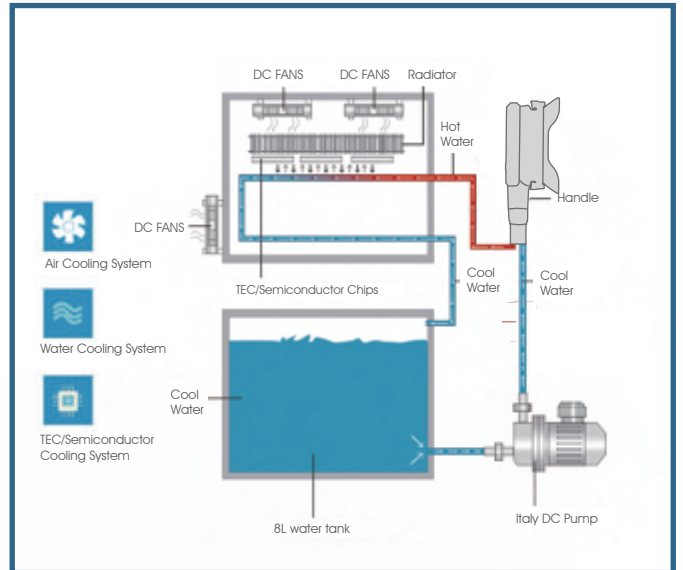 DC FANS
DC FANS
Radiator
Hot
Water
Handle
DC FANS
Air Cooling System
TEC/Semiconductor Chips
Cool
Water
Cool
Water
Water Cooling System
Cool
Water
TEC/Semiconductor
Cooling System
8L water tank
Italy DC Pump